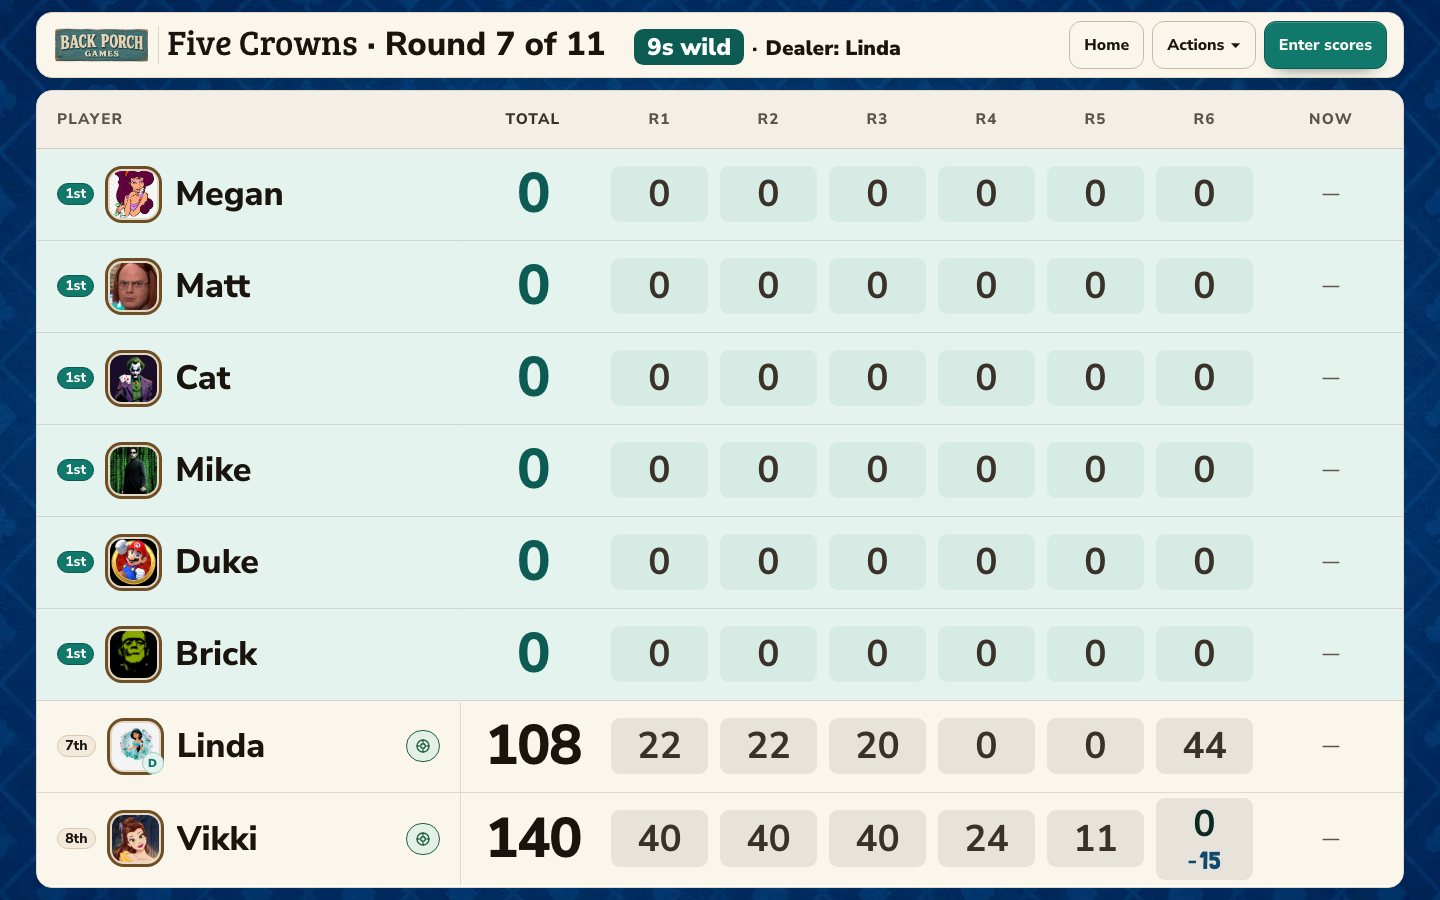 BACK PORCH
GAMES
Five Crowns · Round 7 of 11
9s wild · Dealer: Linda
Home
Actions
Enter scores
PLAYER TOTAL R1 R2 R3 R4 R5 R6 NOW
1st Megan 0 0 0 0 0 0 0 —
1st Matt 0 0 0 0 0 0 0 —
1st Cat 0 0 0 0 0 0 0 —
1st Mike 0 0 0 0 0 0 0 —
1st Duke 0 0 0 0 0 0 0 —
1st Brick 0 0 0 0 0 0 0 —
7th D Linda 108 22 22 20 0 0 44 —
8th Vikki 140 40 40 40 24 11 0 —
-15